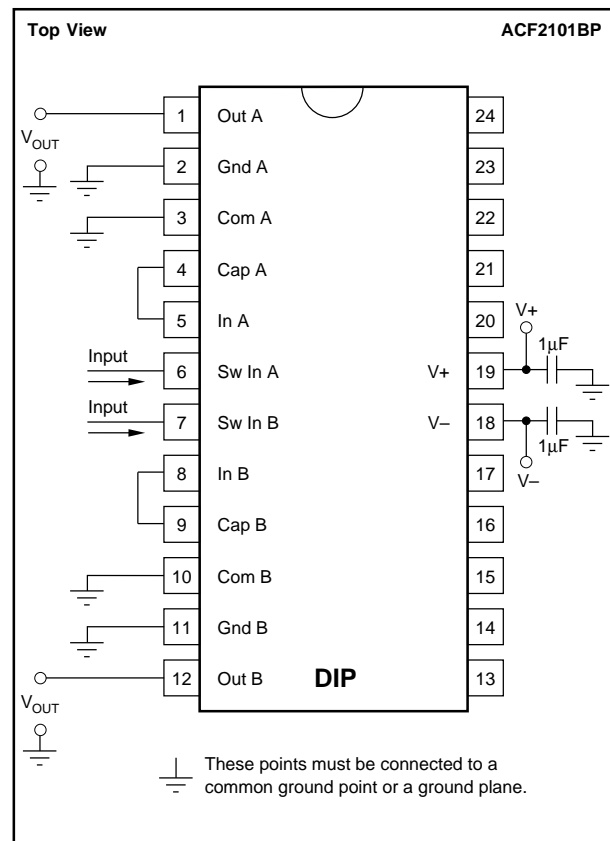 Top View ACF2101BP
1 Out A 24
VOUT
2 Gnd A 23
3 Com A 22
4 Cap A 21
5 In A 20
V+
1µF
Input
6 Sw In A V+ 19
Input
7 Sw In B V– 18
1µF
V–
8 In B 17
9 Cap B 16
10 Com B 15
11 Gnd B 14
12 Out B DIP 13
VOUT
These points must be connected to a
common ground point or a ground plane.